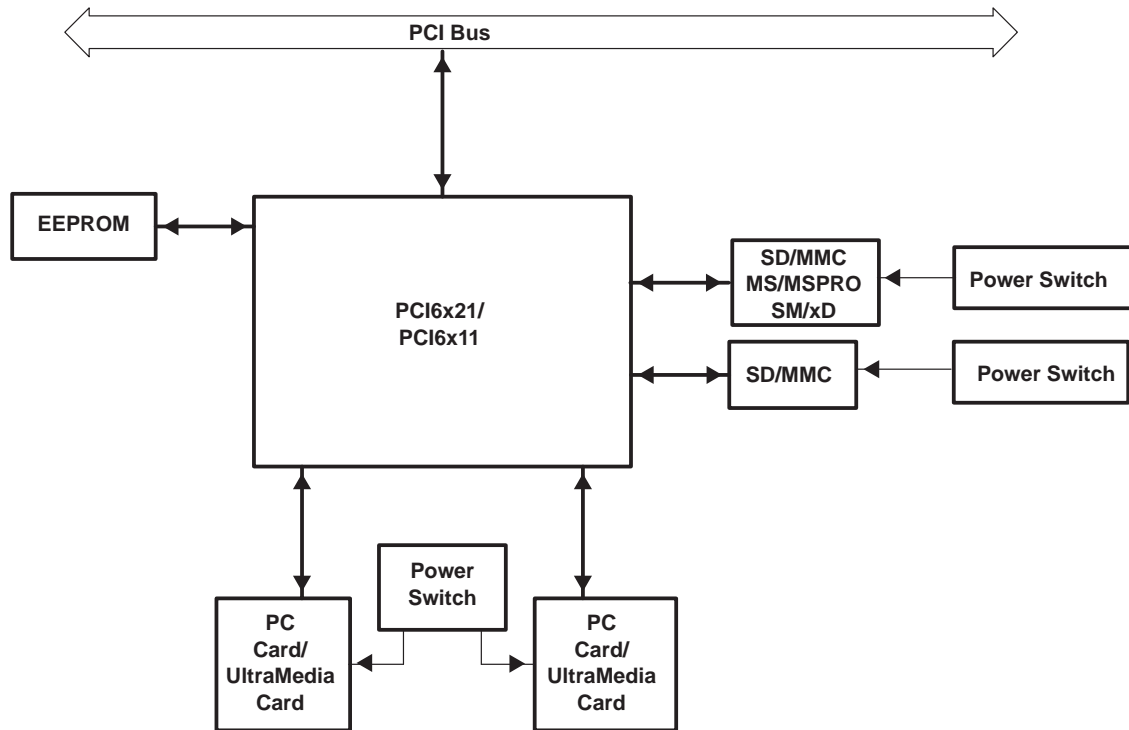 PCI Bus
EEPROM
PCI6x21/
PCI6x11
SD/MMC
MS/MSPRO
SM/xD
Power Switch
SD/MMC
Power Switch
Power
Switch
PC
Card/
UltraMedia
Card
PC
Card/
UltraMedia
Card